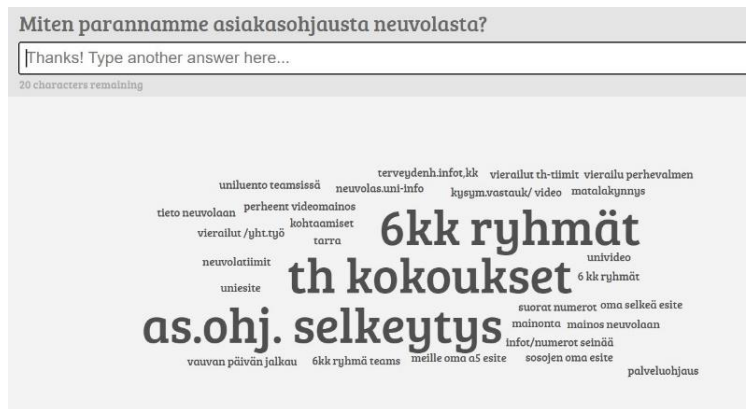 Miten parannamme asiakasohjausta neuvolasta?
Thanks! Type another answer here...
20 characters remaining
terveydenh.infot,kk
vierailut th-tiimit
vierailu perhevalmen
uniluento teamsissä
neuvolas.uni-info
kysym.vastauk/ video
matalakynnys
tieto neuvolaan
perheent videomainos
vierailut /yht.työ
kohtaamiset
tarra
6kk ryhmät
neuvolatiimit
univideo
uniesite
th kokoukset
6 kk ryhmät
as.ohj. selkeytys
suorat numerot
oma selkeä esite
mainonta
mainos neuvolaan
infot/numerot seinää
vauvan päivän jalkau
6kk ryhmä teams
meille oma a5 esite
sosojen oma esite
palveluohjaus